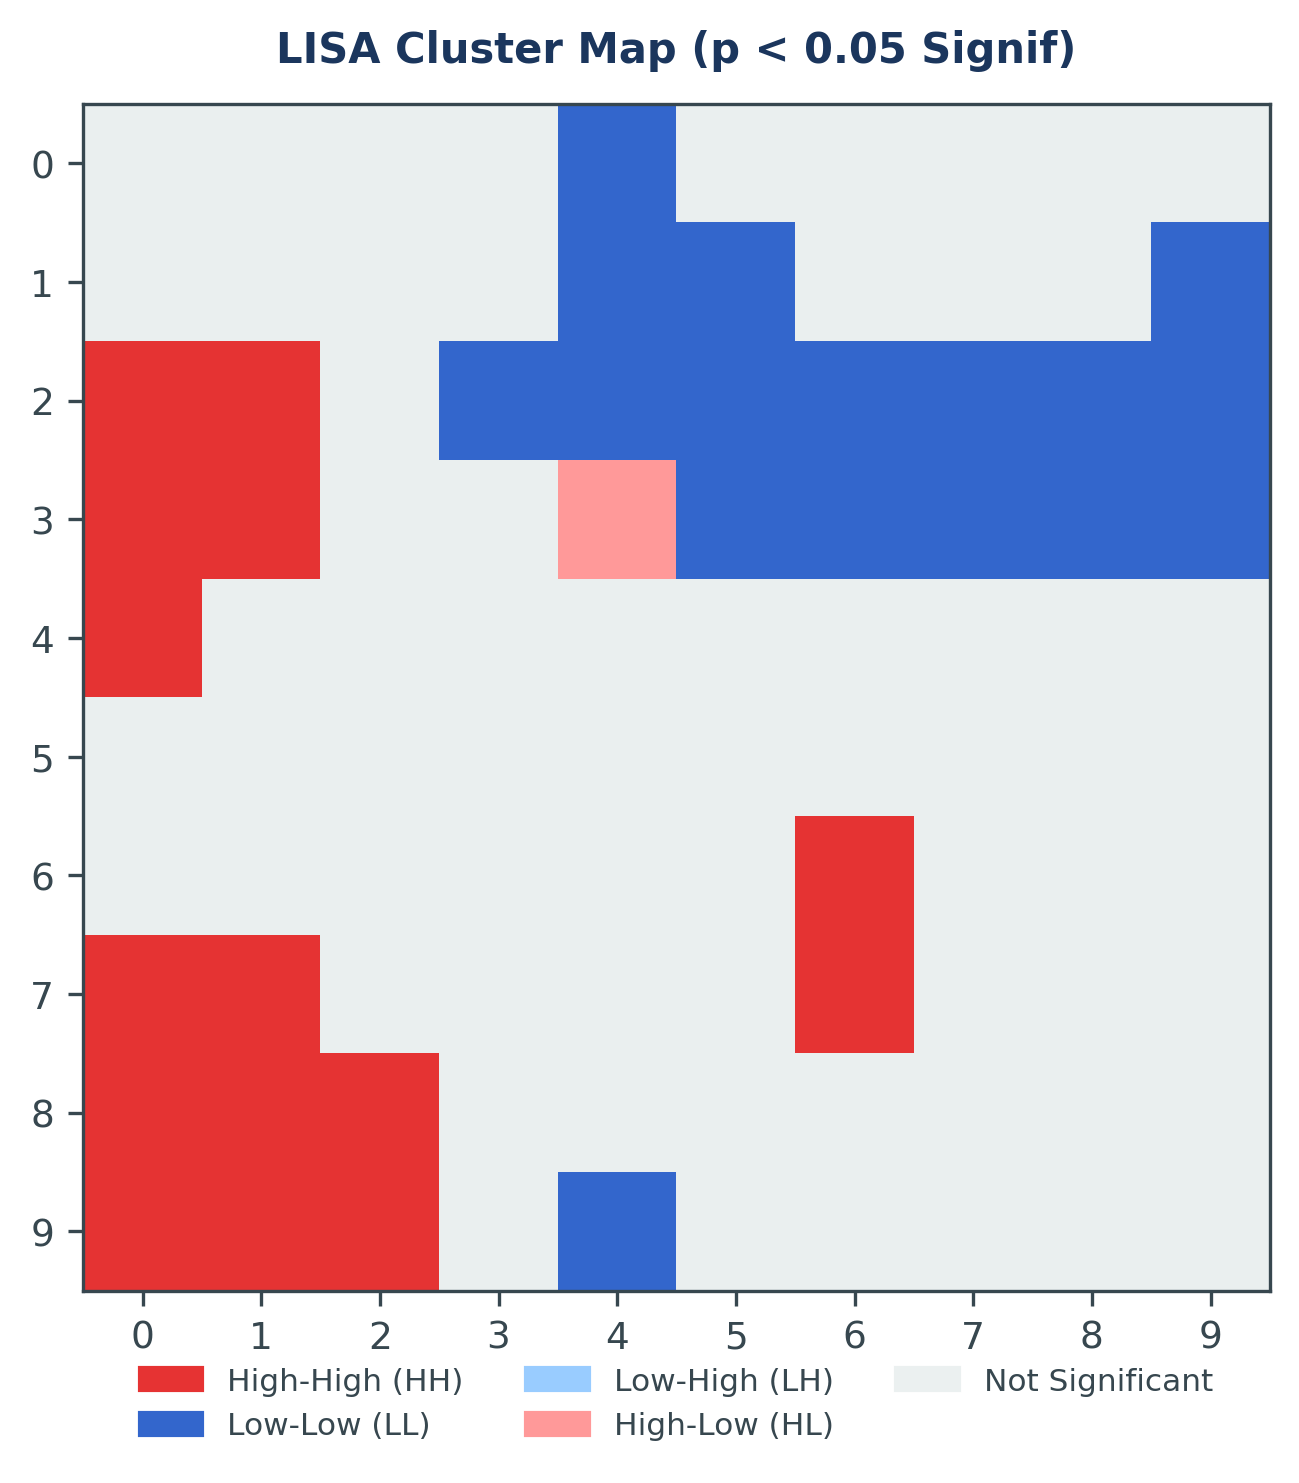 LISA Cluster Map (p < 0.05 Signif)
0
1
2
3
4
5
6
7
8
9
0 1 2 3 4 5 6 7 8 9
High-High (HH) Low-High (LH) Not Significant
Low-Low (LL) High-Low (HL)